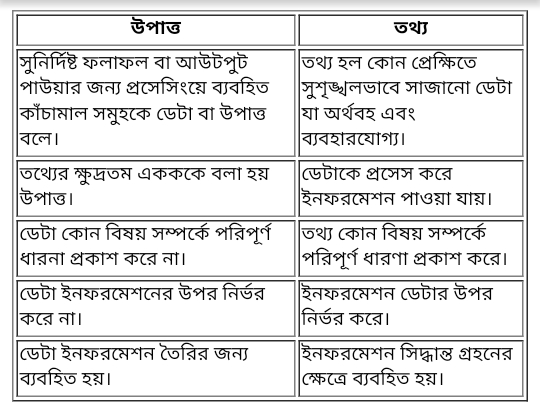 উপাত্ত
তথ্য
সুনির্দিষ্ট ফলাফল বা আউটপুট
পাউয়ার জন্য প্রসেসিংয়ে ব্যবহিত
কাঁচামাল সমুহকে ডেটা বা উপাত্ত
বলে।
তথ্য হল কোন প্রেক্ষিতে
সুশৃঙ্খলভাবে সাজানো ডেটা
যা অর্থবহ এবং
ব্যবহারযোগ্য।
তথ্যের ক্ষুদ্রতম একককে বলা হয়
উপাত্ত।
ডেটাকে প্রসেস করে
ইনফরমেশন পাওয়া যায়।
ডেটা কোন বিষয় সম্পর্কে পরিপূর্ণ
ধারনা প্রকাশ করে না।
তথ্য কোন বিষয় সম্পর্কে
পরিপূর্ণ ধারণা প্রকাশ করে।
ডেটা ইনফরমেশনের উপর নির্ভর
করে না।
ইনফরমেশন ডেটার উপর
নির্ভর করে।
ডেটা ইনফরমেশন তৈরির জন্য
ব্যবহিত হয়।
ইনফরমেশন সিদ্ধান্ত গ্রহনের
ক্ষেত্রে ব্যবহিত হয়।